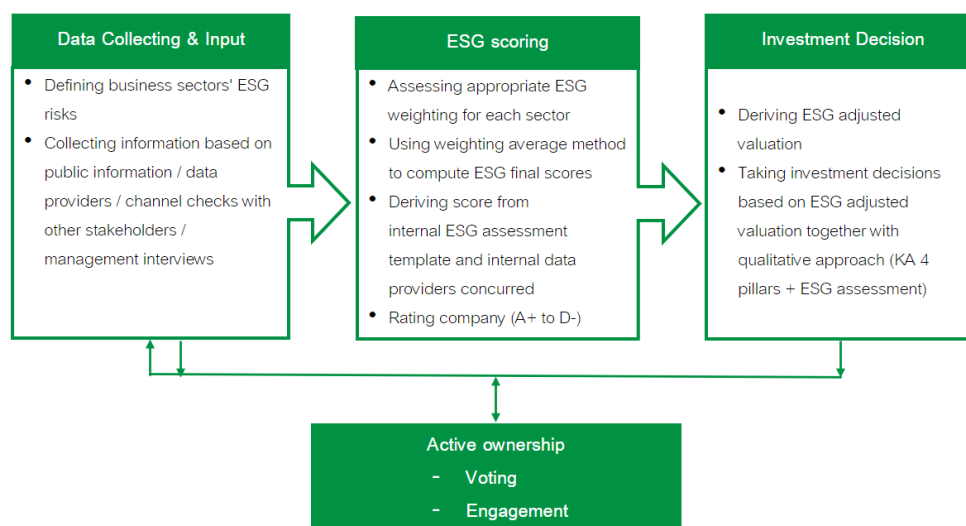 Data Collecting & Input
• Defining business sectors' ESG
risks
• Collecting information based on
public information / data
providers / channel checks with
other stakeholders /
management interviews
ESG scoring
• Assessing appropriate ESG
weighting for each sector
• Using weighting average method
to compute ESG final scores
• Deriving score from
internal ESG assessment
template and internal data
providers concurred
• Rating company (A+ to D-)
Investment Decision
• Deriving ESG adjusted
valuation
• Taking investment decisions
based on ESG adjusted
valuation together with
qualitative approach (KA 4
pillars + ESG assessment)
Active ownership
- Voting
- Engagement